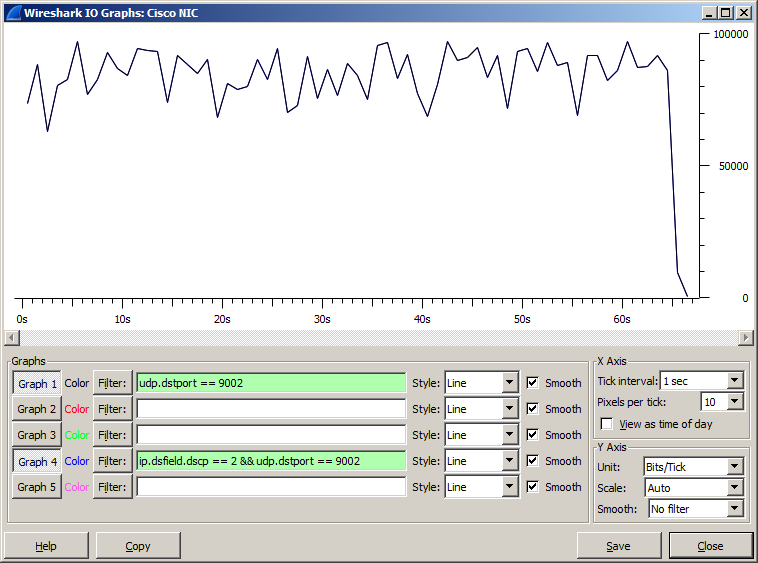 Wireshark IO Graphs: Cisco NIC
100000
50000
0
0s 10s 20s 30s 40s 50s 60s
Graphs
Graph 1 Color Filter: udp.dstport == 9002 Style: Line Smooth
Graph 2 Color Filter: Style: Line Smooth
Graph 3 Color Filter: Style: Line Smooth
Graph 4 Color Filter: ip.dsfield.dscp == 2 && udp.dstport == 9002 Style: Line Smooth
Graph 5 Color Filter: Style: Line Smooth
X Axis
Tick interval: 1 sec
Pixels per tick: 10
View as time of day
Y Axis
Unit: Bits/Tick
Scale: Auto
Smooth: No filter
Help Copy Save Close